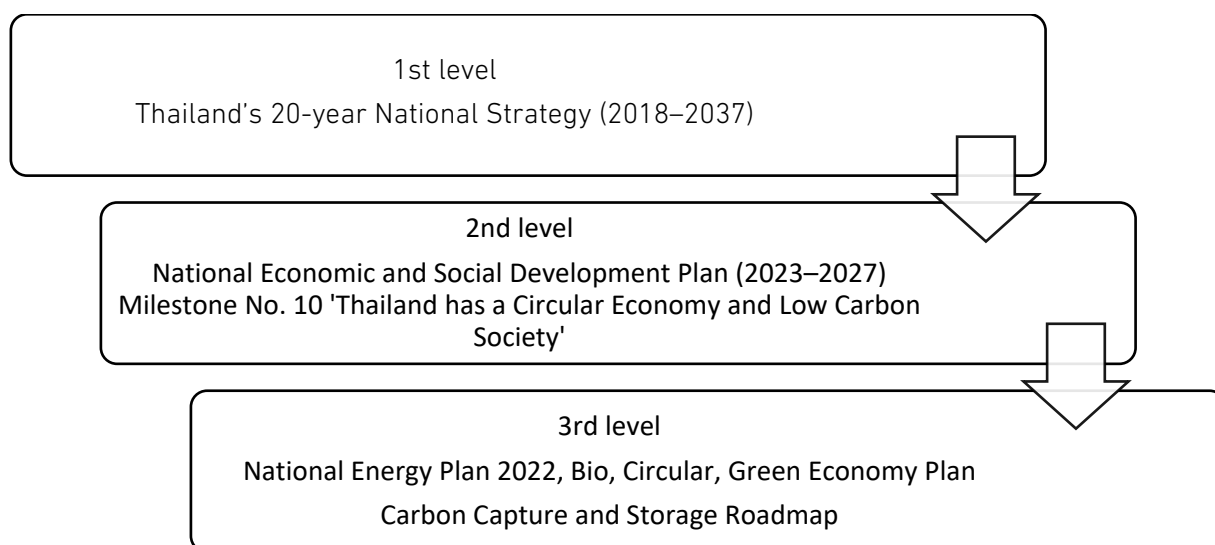 1st level
Thailand’s 20-year National Strategy (2018–2037)
2nd level
National Economic and Social Development Plan (2023–2027)
Milestone No. 10 'Thailand has a Circular Economy and Low Carbon
Society'
3rd level
National Energy Plan 2022, Bio, Circular, Green Economy Plan
Carbon Capture and Storage Roadmap